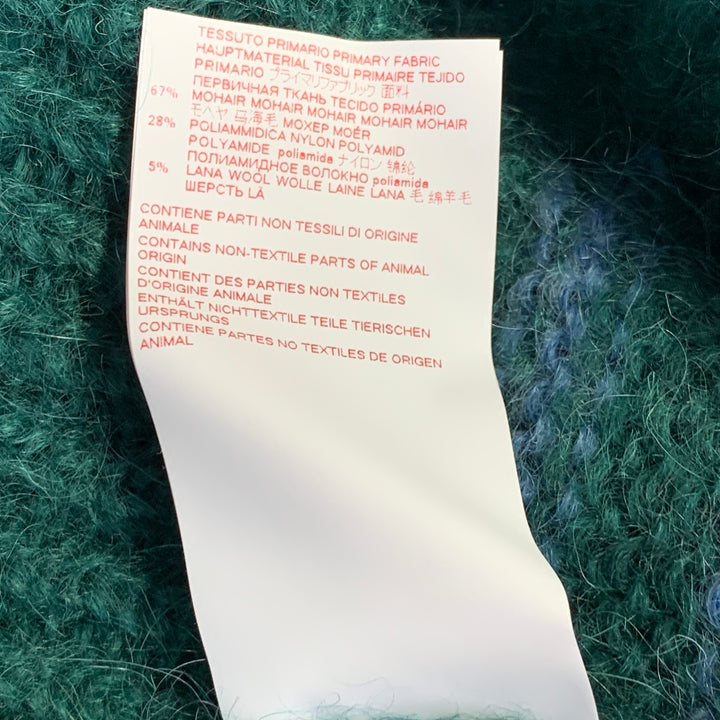 TESSUTO PRIMARIO PRIMARY FABRIC
HAUPTMATERIAL TISSU PRIMAIRE TEJIDO
PRIMARIO プライマリファブリック 面料
ПЕРВИЧНАЯ ТКАНЬ TECIDO PRIMÁRIO
67% MOHAIR MOHAIR MOHAIR MOHAIR MOHAIR
モヘヤ 马海毛 МОХЕР MOÉR
28% POLIAMMIDICA NYLON POLYAMID
POLYAMIDE poliamida ナイロン 锦纶
ПОЛИАМИДНОЕ ВОЛОКНО poliamida
5% LANA WOOL WOLLE LAINE LANA 毛 绵羊毛
ШЕРСТЬ LÃ
CONTIENE PARTI NON TESSILI DI ORIGINE
ANIMALE
CONTAINS NON-TEXTILE PARTS OF ANIMAL
ORIGIN
CONTIENT DES PARTIES NON TEXTILES
D'ORIGINE ANIMALE
ENTHÄLT NICHTTEXTILE TEILE TIERISCHEN
URSPRUNGS
CONTIENE PARTES NO TEXTILES DE ORIGEN
ANIMAL